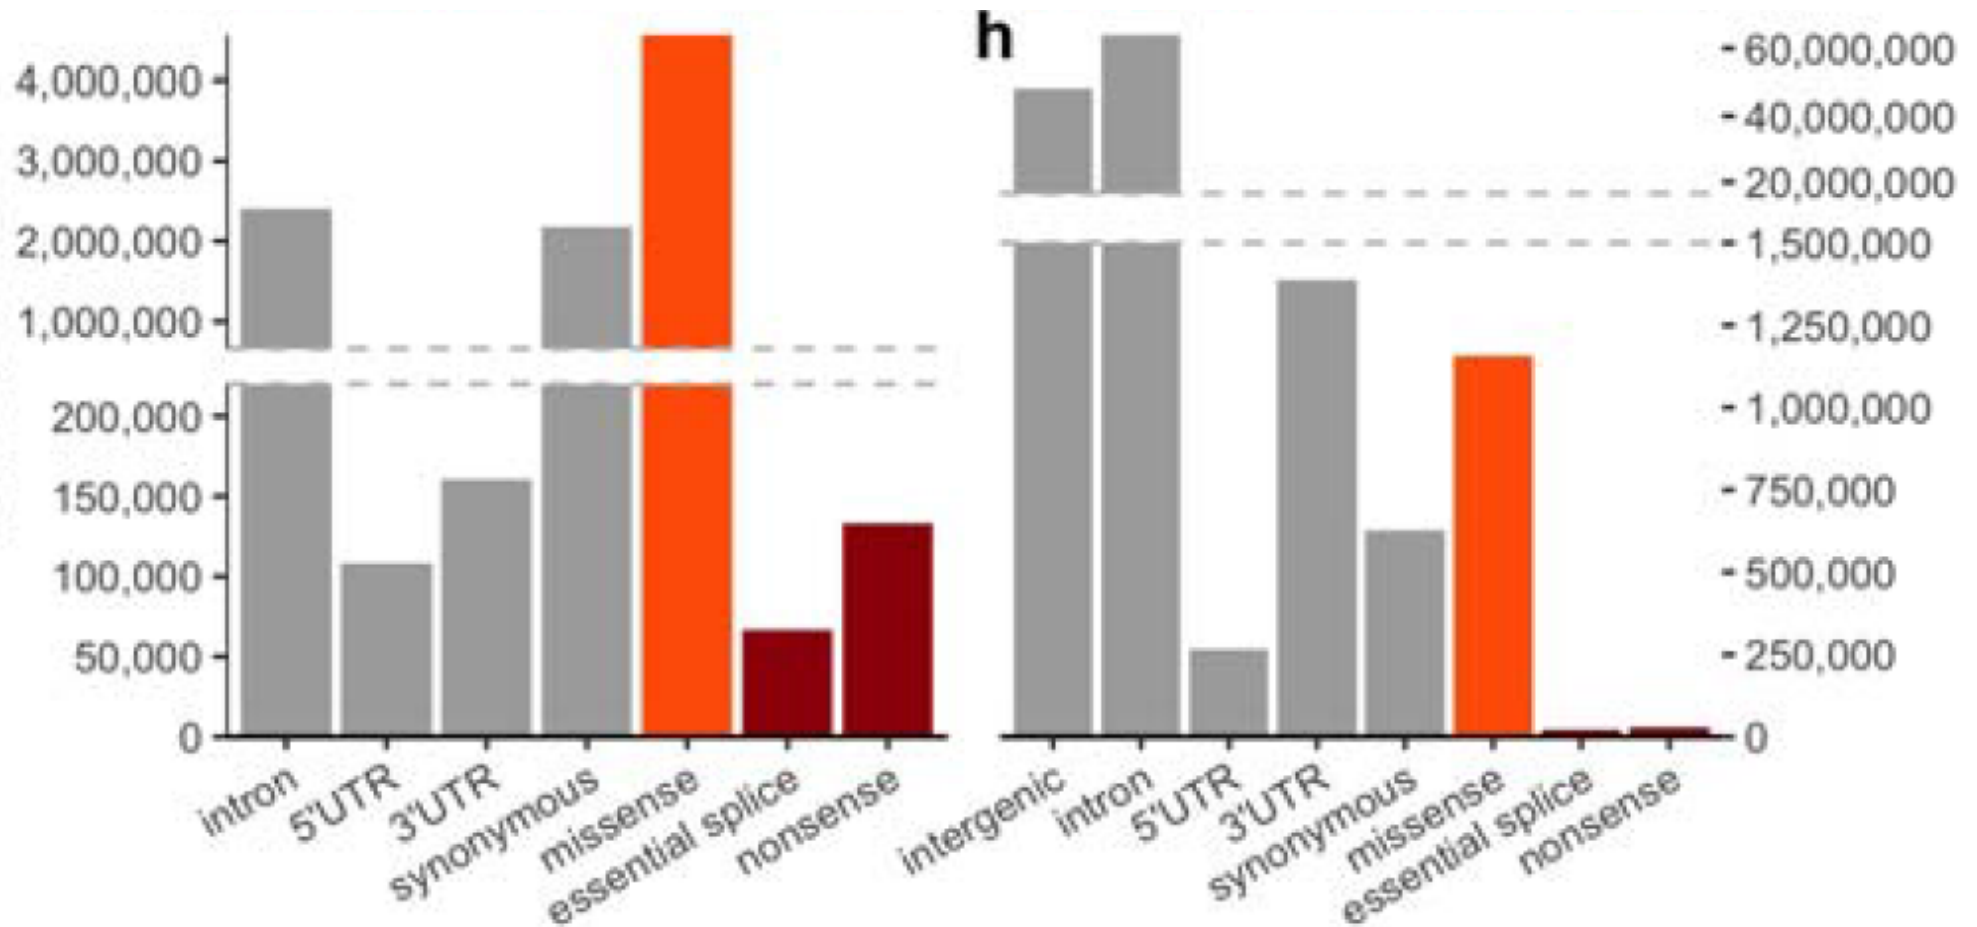 4,000,000
3,000,000
2,000,000
1,000,000
200,000
150,000
100,000
50,000
0
intron
5'UTR
3'UTR
synonymous
missense
essential splice
nonsense
h
60,000,000
40,000,000
20,000,000
1,500,000
1,250,000
1,000,000
750,000
500,000
250,000
0
intergenic
intron
5'UTR
3'UTR
synonymous
missense
essential splice
nonsense